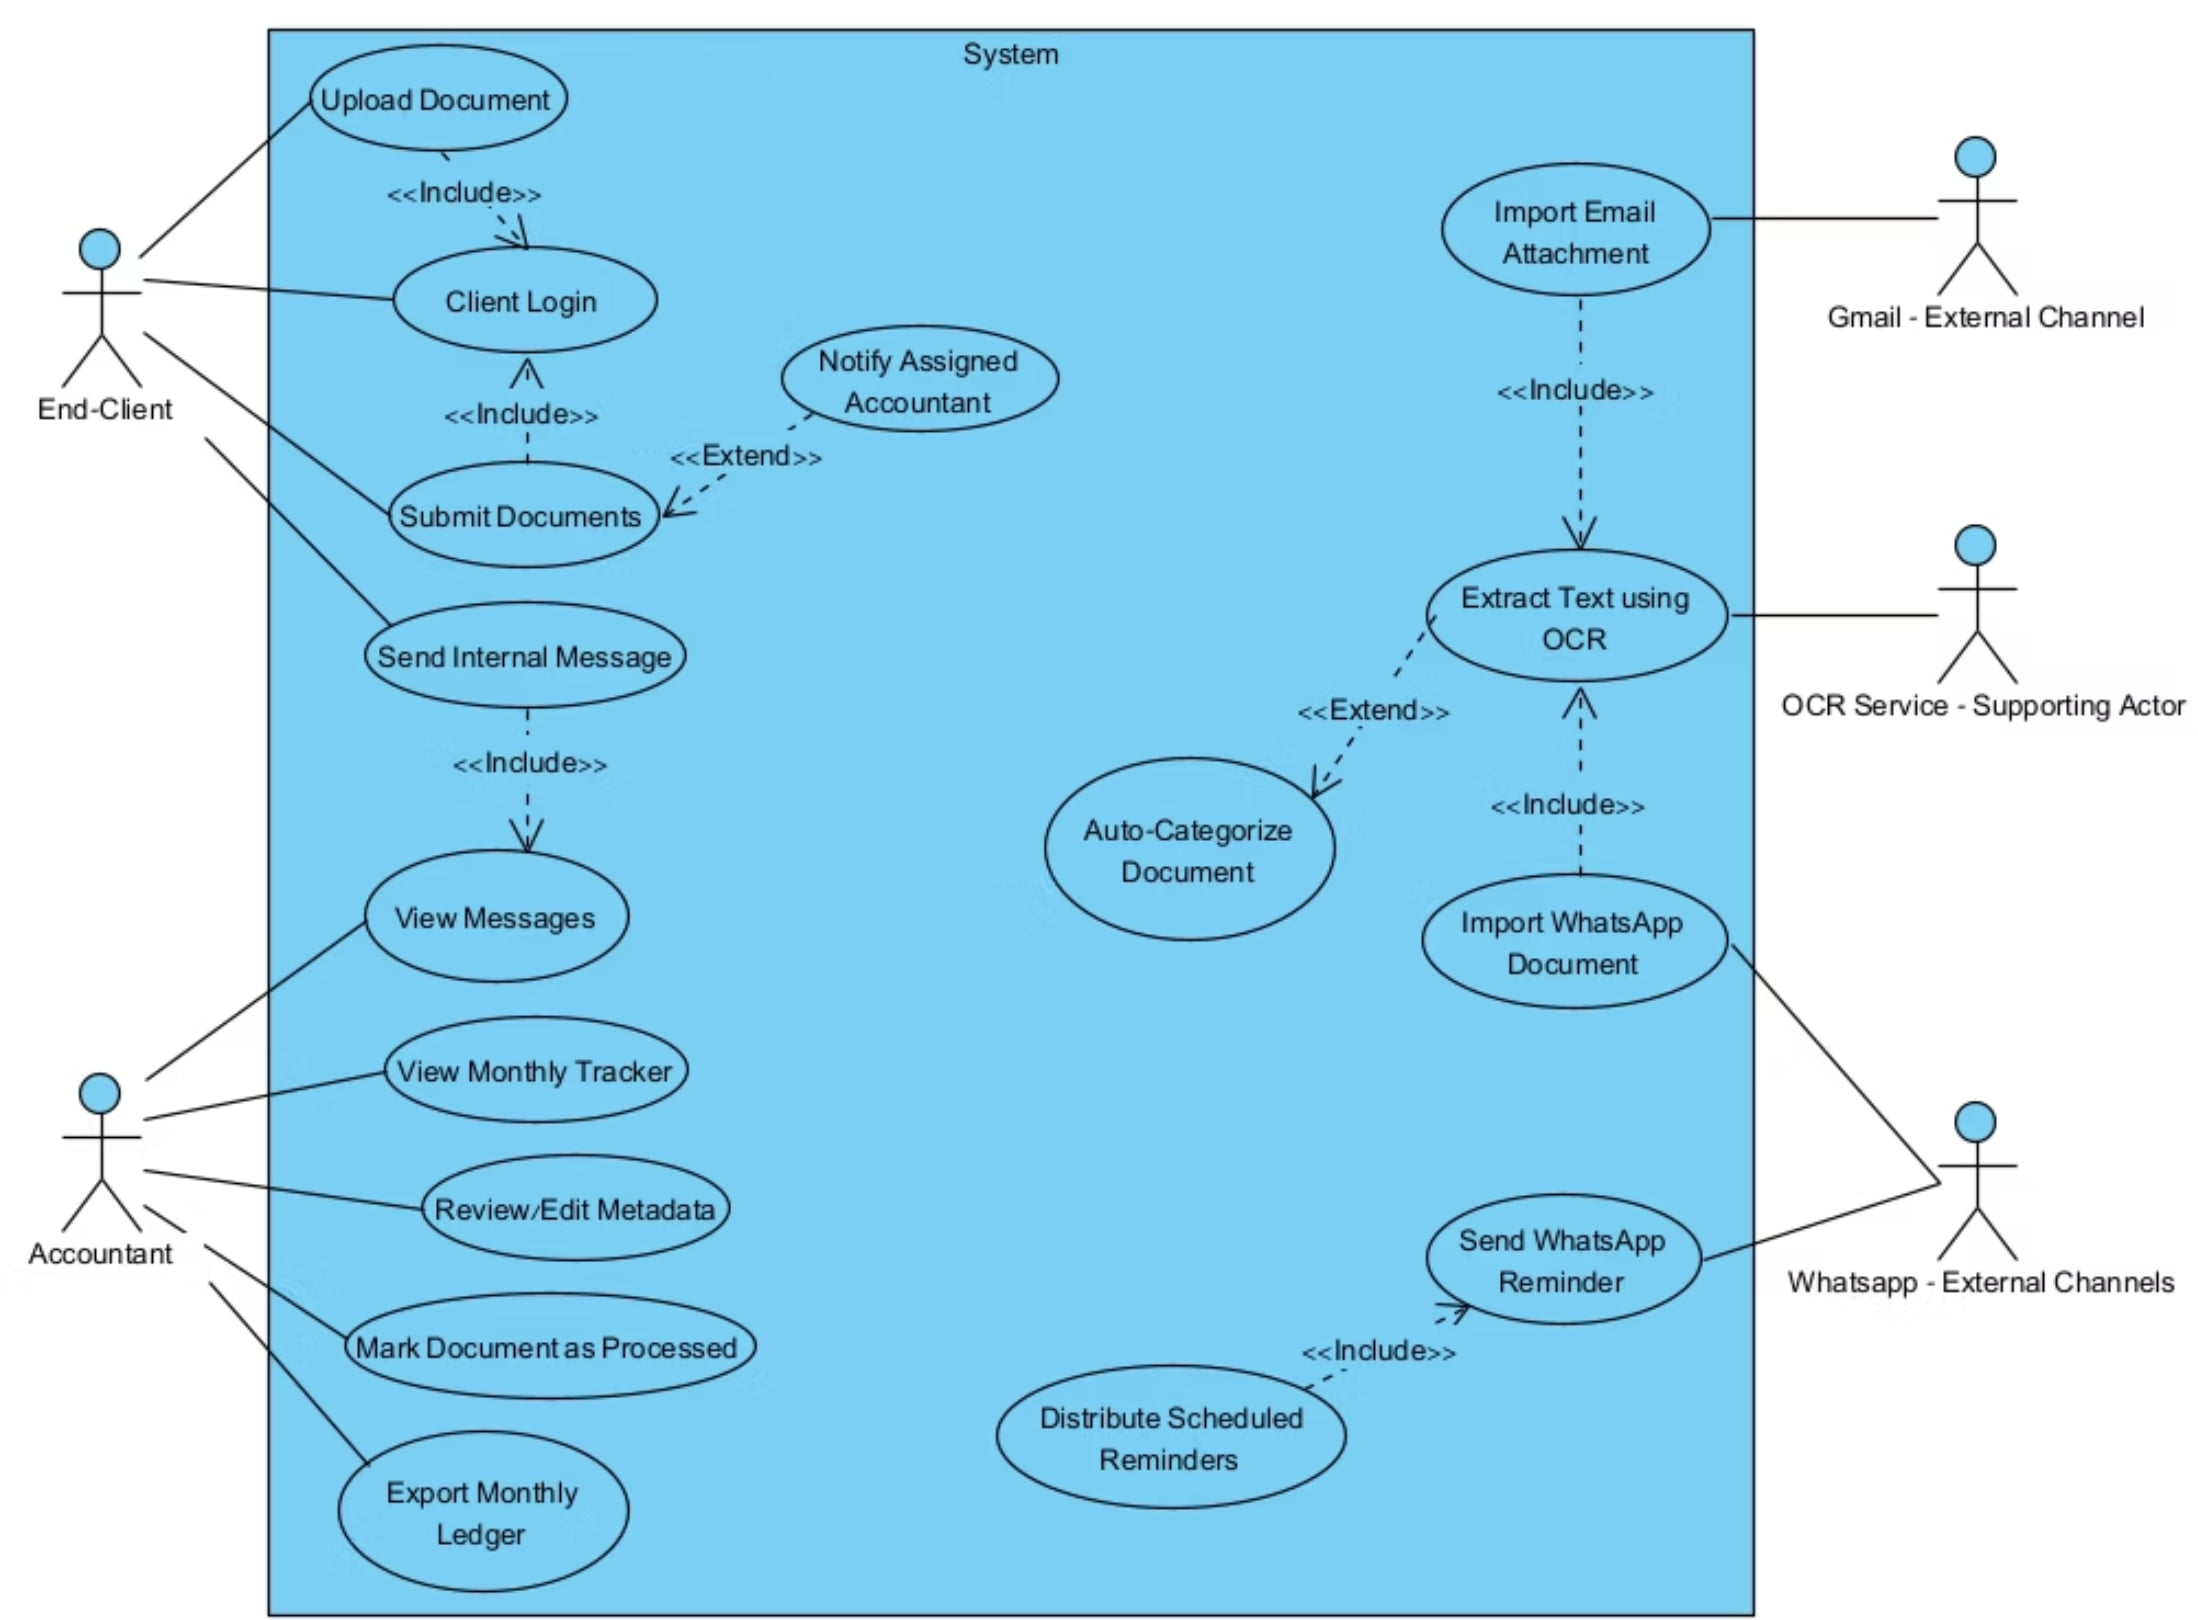 System
Upload Document
<<Include>>
Client Login
<<Include>>
Submit Documents
Notify Assigned
Accountant
<<Extend>>
End-Client
Send Internal Message
<<Include>>
View Messages
View Monthly Tracker
Review/Edit Metadata
Mark Document as Processed
Export Monthly
Ledger
Accountant
Import Email
Attachment
<<Include>>
Extract Text using
OCR
<<Extend>>
Auto-Categorize
Document
<<Include>>
Import WhatsApp
Document
Send WhatsApp
Reminder
<<Include>>
Distribute Scheduled
Reminders
Gmail - External Channel
OCR Service - Supporting Actor
Whatsapp - External Channels